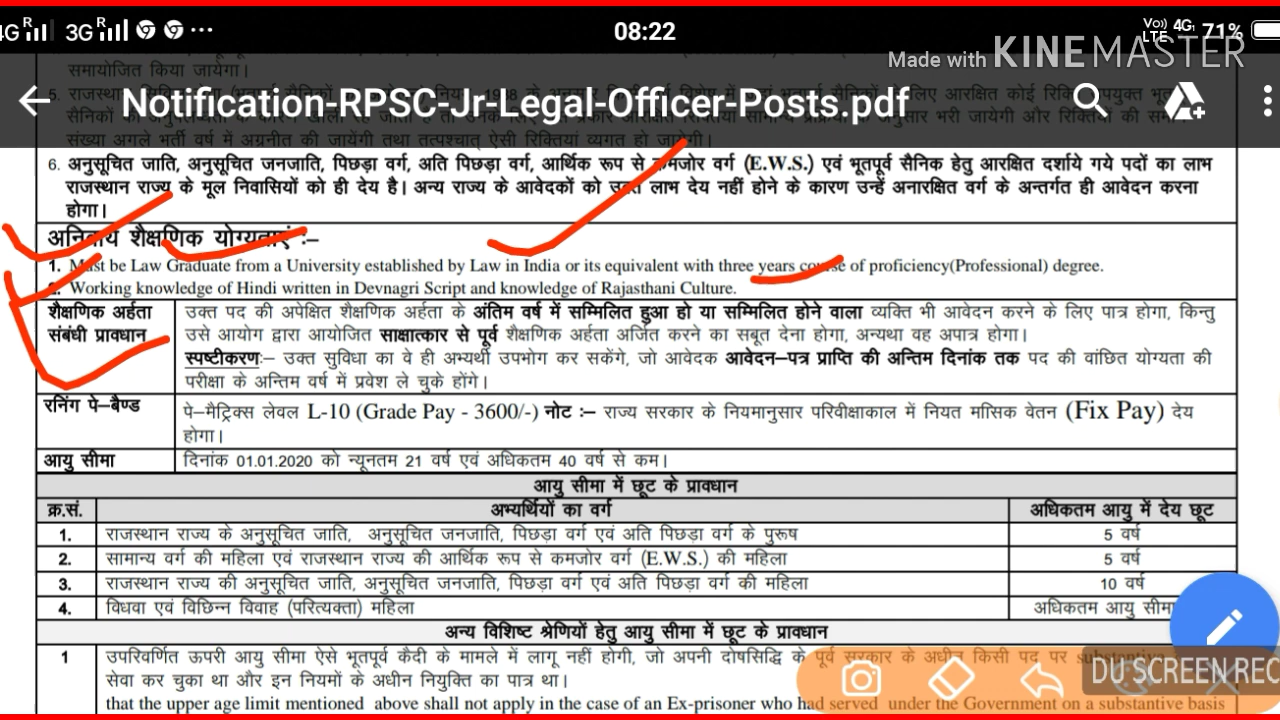 4G R 3G R ... 08:22 Vo)) LTE 4G 71%
Made with KINEMASTER
समायोजित किया जायेगा।
Notification-RPSC-Jr-Legal-Officer-Posts.pdf
संख्या अगले भर्ती वर्ष में अग्रनीत की जायेंगी तथा तत्पश्चात् ऐसी रिक्तियां व्यगत हो जायेगी।
6. अनुसूचित जाति, अनुसूचित जनजाति, पिछड़ा वर्ग, अति पिछड़ा वर्ग, आर्थिक रूप से कमजोर वर्ग (E.W.S.) एवं भूतपूर्व सैनिक हेतु आरक्षित दर्शाये गये पदों का लाभ
राजस्थान राज्य के मूल निवासियों को ही देय है। अन्य राज्य के आवेदकों को उक्त लाभ देय नहीं होने के कारण उन्हें अनारक्षित वर्ग के अन्तर्गत ही आवेदन करना
होगा।
अनिवार्य शैक्षणिक योग्यताएं :–
1. Must be Law Graduate from a University established by Law in India or its equivalent with three years course of proficiency(Professional) degree.
2. Working knowledge of Hindi written in Devnagri Script and knowledge of Rajasthani Culture.
शैक्षणिक अर्हता उक्त पद की अपेक्षित शैक्षणिक अर्हता के अंतिम वर्ष में सम्मिलित हुआ हो या सम्मिलित होने वाला व्यक्ति भी आवेदन करने के लिए पात्र होगा, किन्तु
संबंधी प्रावधान उसे आयोग द्वारा आयोजित साक्षात्कार से पूर्व शैक्षणिक अर्हता अर्जित करने का सबूत देना होगा, अन्यथा वह अपात्र होगा।
स्पष्टीकरण:– उक्त सुविधा का वे ही अभ्यर्थी उपभोग कर सकेंगे, जो आवेदक आवेदन–पत्र प्राप्ति की अन्तिम दिनांक तक पद की वांछित योग्यता की
परीक्षा के अन्तिम वर्ष में प्रवेश ले चुके होंगे।
रनिंग पे–बैण्ड पे–मैट्रिक्स लेवल L-10 (Grade Pay - 3600/-) नोट :– राज्य सरकार के नियमानुसार परिवीक्षाकाल में नियत मासिक वेतन (Fix Pay) देय
होगा।
आयु सीमा दिनांक 01.01.2020 को न्यूनतम 21 वर्ष एवं अधिकतम 40 वर्ष से कम।
आयु सीमा में छूट के प्रावधान
क्र.सं. अभ्यर्थियों का वर्ग अधिकतम आयु में देय छूट
1. राजस्थान राज्य के अनुसूचित जाति, अनुसूचित जनजाति, पिछड़ा वर्ग एवं अति पिछड़ा वर्ग के पुरूष 5 वर्ष
2. सामान्य वर्ग की महिला एवं राजस्थान राज्य की आर्थिक रूप से कमजोर वर्ग (E.W.S.) की महिला 5 वर्ष
3. राजस्थान राज्य की अनुसूचित जाति, अनुसूचित जनजाति, पिछड़ा वर्ग एवं अति पिछड़ा वर्ग की महिला 10 वर्ष
4. विधवा एवं विछिन्न विवाह (परित्यक्ता) महिला अधिकतम आयु सीमा
अन्य विशिष्ट श्रेणियों हेतु आयु सीमा में छूट के प्रावधान
1 उपरिवर्णित ऊपरी आयु सीमा ऐसे भूतपूर्व कैदी के मामले में लागू नहीं होगी, जो अपनी दोषसिद्धि के पूर्व सरकार के अधीन किसी पद पर substantive
सेवा कर चुका था और इन नियमों के अधीन नियुक्ति का पात्र था।
DU SCREEN REC
that the upper age limit mentioned above shall not apply in the case of an Ex-prisoner who had served under the Government on a substantive basis